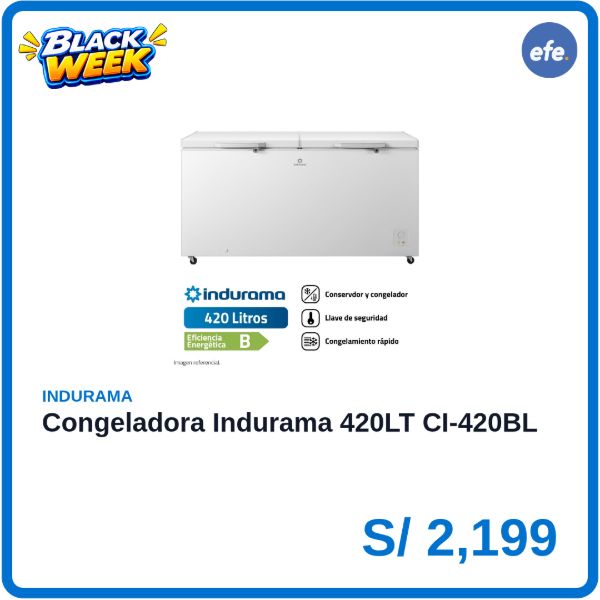 BLACK
WEEK
efe.
indurama
420 Litros
Eficiencia
Energética
B
Conservdor y congelador
Llave de seguridad
Congelamiento rápido
Imagen referencial.
INDURAMA
Congeladora Indurama 420LT CI-420BL
S/ 2,199